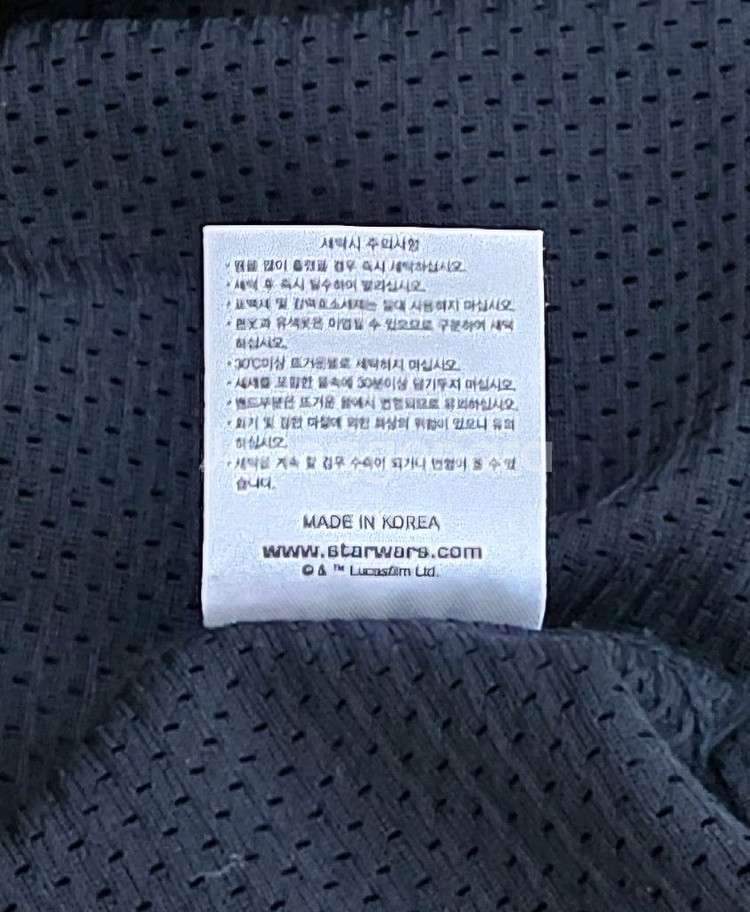 세탁시 주의사항
· 땀을 많이 흘렸을 경우 즉시 세탁하십시오.
· 세탁 후 즉시 탈수하여 말리십시오.
· 표백제 및 강력효소세제는 절대 사용하지 마십시오.
· 흰옷과 유색옷은 이염될 수 있으므로 구분하여 세탁
하십시오.
· 30℃이상 뜨거운물로 세탁하지 마십시오.
· 세제를 포함한 물속에 30분이상 담가두지 마십시오.
· 밴드부분은 뜨거운 물에서 변형되므로 유의하십시오.
· 화기 및 강한 마찰에 의한 화상의 위험이 있으니 유의
하십시오.
· 세탁을 계속 할 경우 수축이 되거나 변형이 올 수 있
습니다.
MADE IN KOREA
www.starwars.com
© & ™ Lucasfilm Ltd.